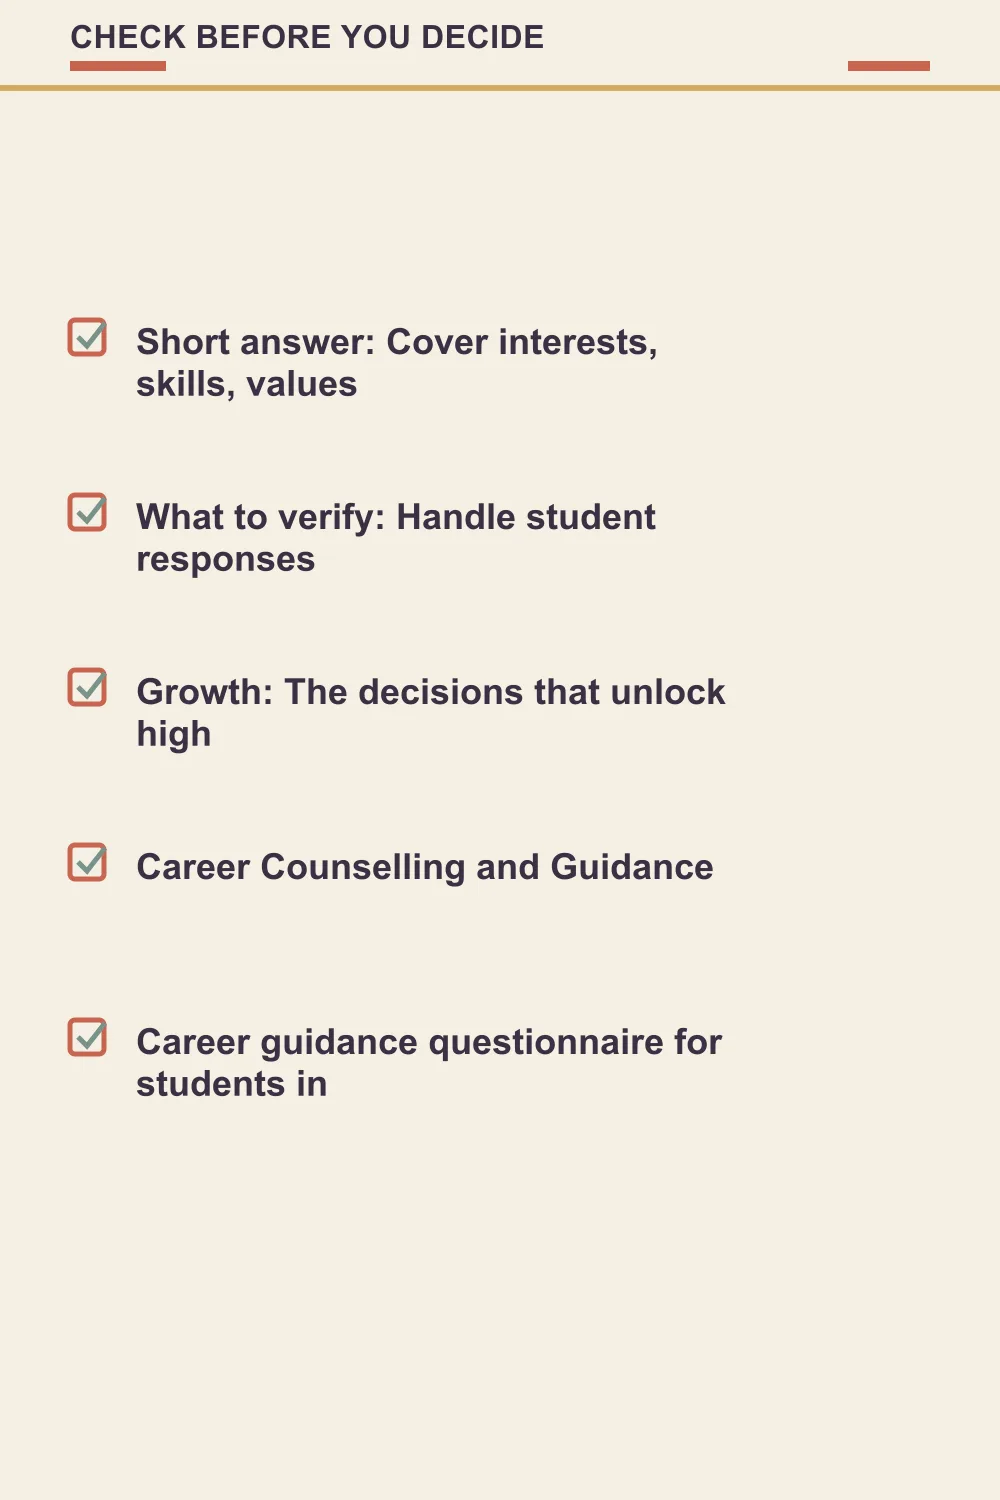 CHECK BEFORE YOU DECIDE
Short answer: Cover interests,
skills, values
What to verify: Handle student
responses
Growth: The decisions that unlock
high
Career Counselling and Guidance
Career guidance questionnaire for
students in